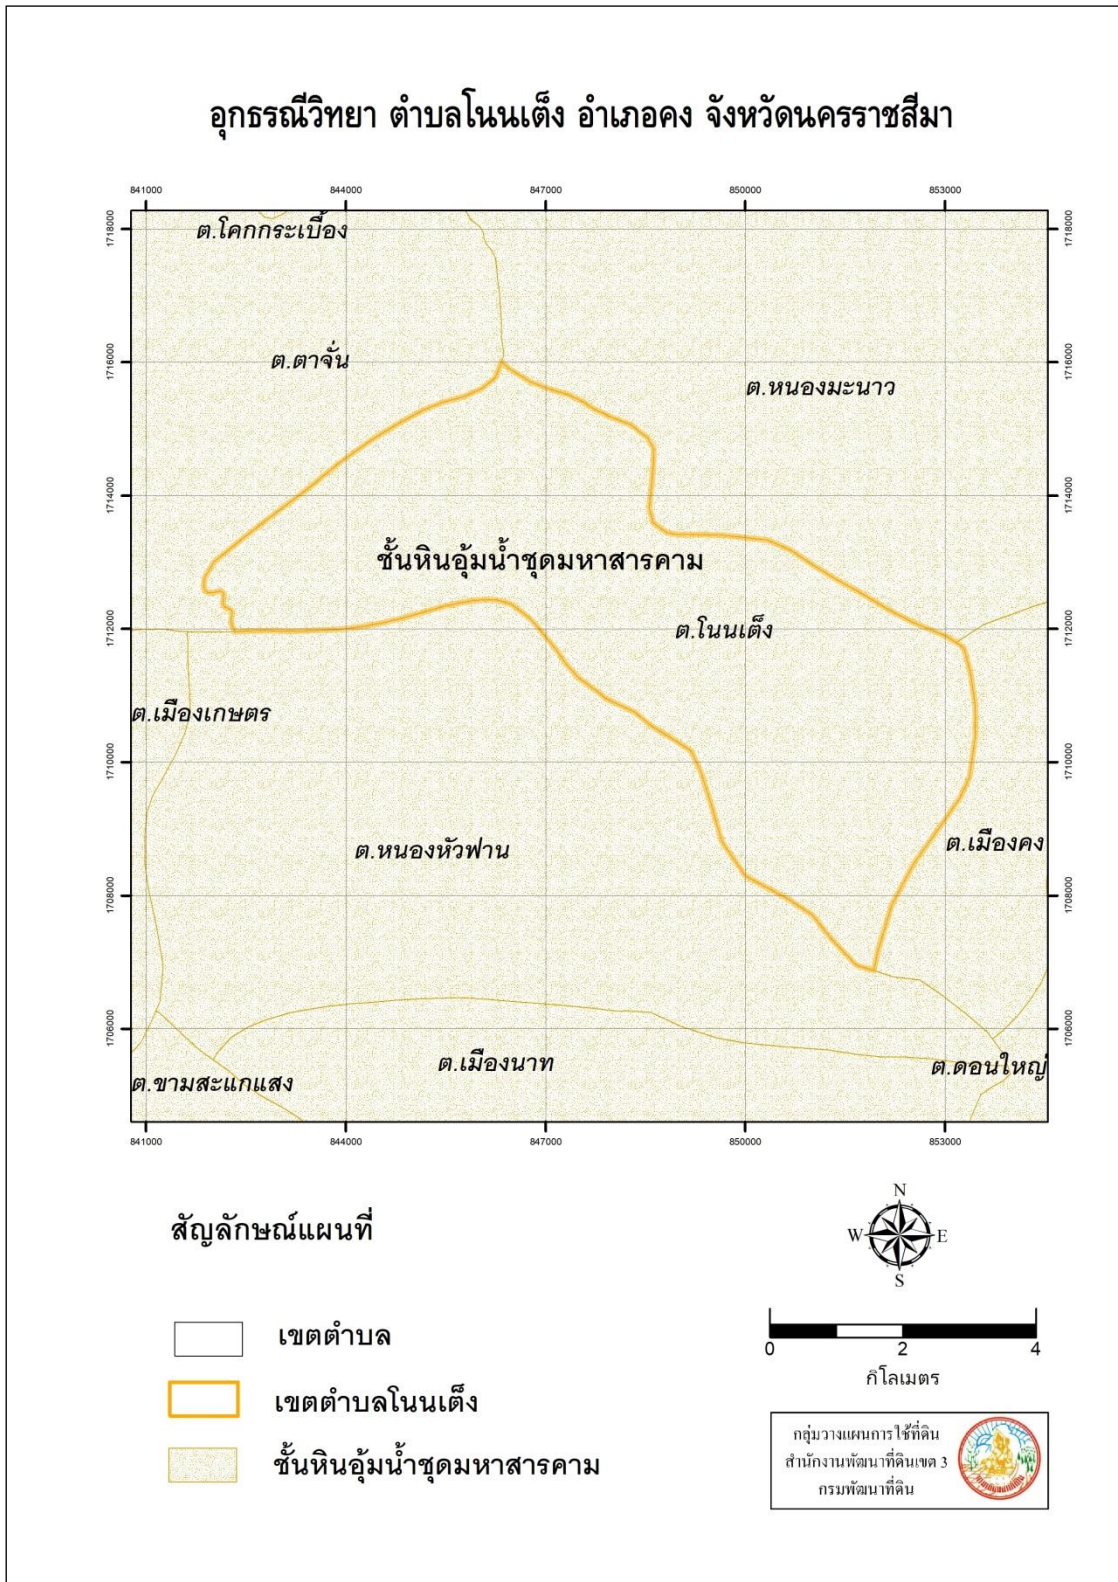 อุกธรณีวิทยา ตำบลโนนเต็ง อำเภอคง จังหวัดนครราชสีมา
841000 844000 847000 850000 853000
1718000 1718000
ต.โคกกระเบื้อง
ต.ตาจั่น
1716000 1716000
ต.หนองมะนาว
1714000 1714000
ชั้นหินอุ้มน้ำชุดมหาสารคาม
1712000 ต.โนนเต็ง 1712000
ต.เมืองเกษตร
1710000 1710000
ต.หนองหัวฟาน ต.เมืองคง
1708000 1708000
1706000 1706000
ต.เมืองนาท ต.ดอนใหญ่
ต.ขามสะแกแสง
841000 844000 847000 850000 853000
สัญลักษณ์แผนที่
N
W E
S
เขตตำบล
0 2 4
กิโลเมตร
เขตตำบลโนนเต็ง
ชั้นหินอุ้มน้ำชุดมหาสารคาม
กลุ่มวางแผนการใช้ที่ดิน
สำนักงานพัฒนาที่ดินเขต 3
กรมพัฒนาที่ดิน